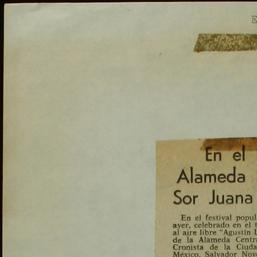 E
En el
Alameda
Sor Juana
En el festival popul
ayer, celebrado en el t
al aire libre "Agustín L
de la Alameda Centr
Cronista de la Ciuda
México, Salvador Nov